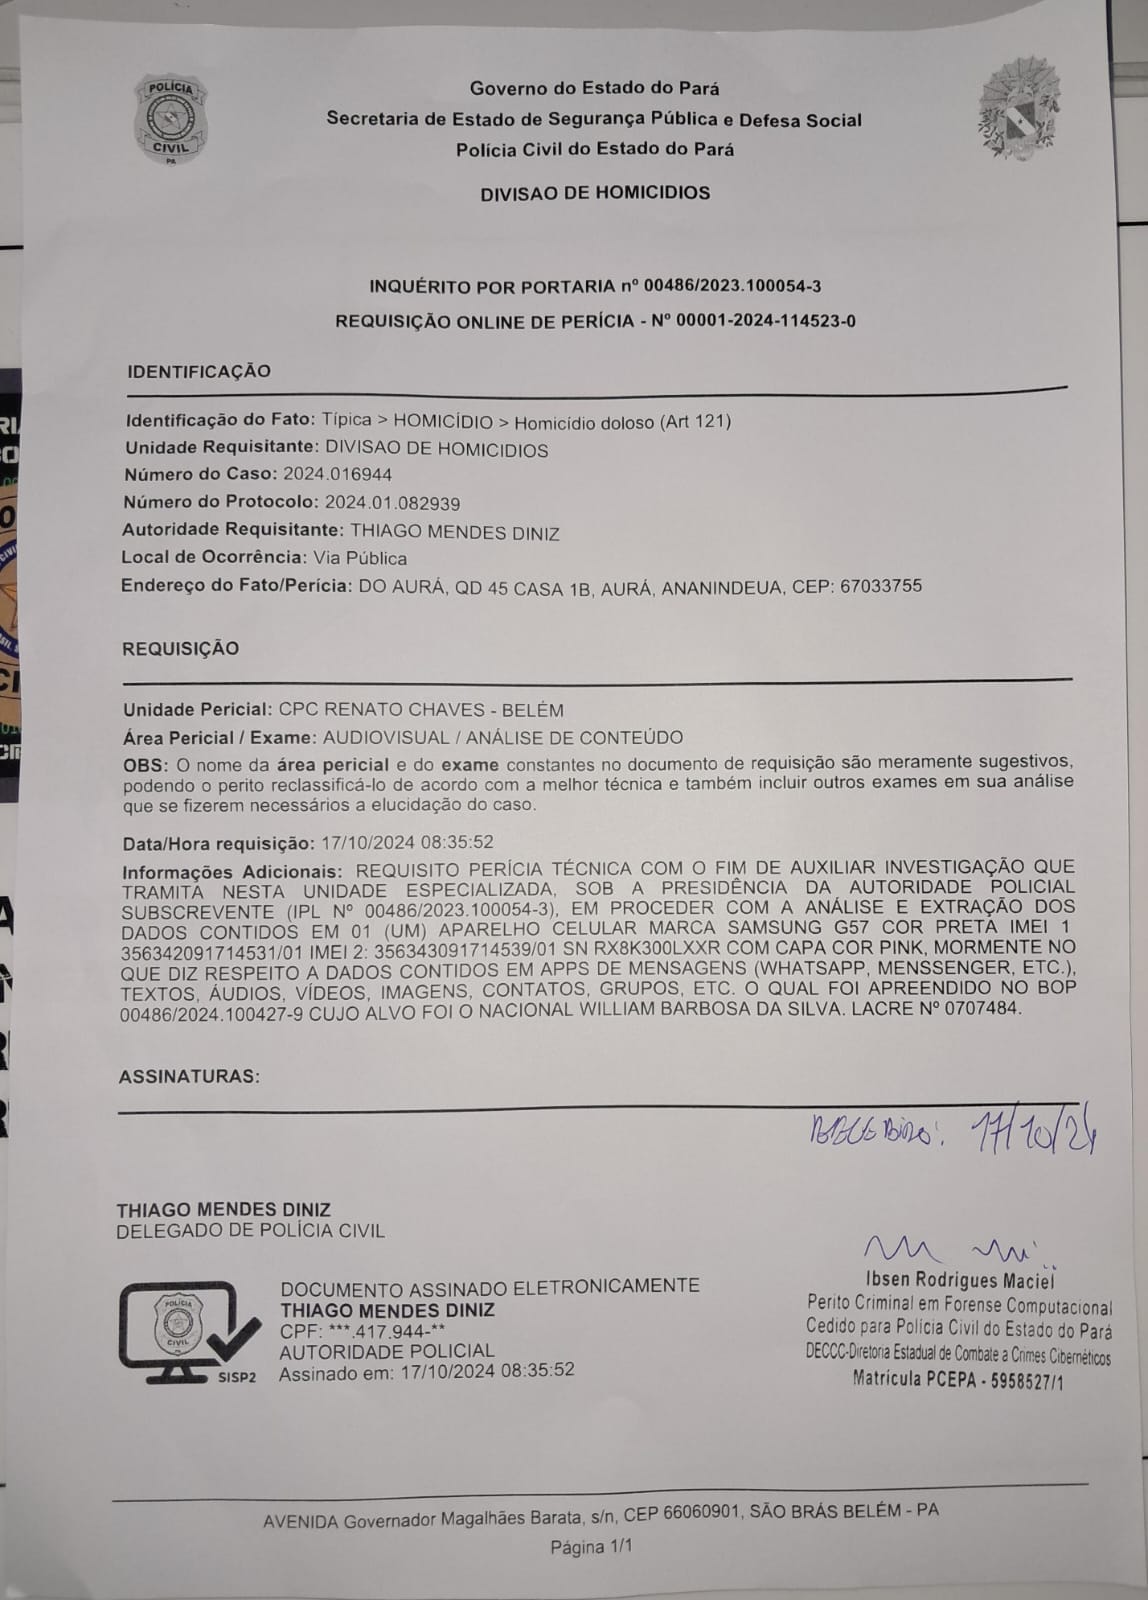 POLÍCIA
CIVIL
PA
Governo do Estado do Pará
Secretaria de Estado de Segurança Pública e Defesa Social
Polícia Civil do Estado do Pará
DIVISAO DE HOMICIDIOS
INQUÉRITO POR PORTARIA nº 00486/2023.100054-3
REQUISIÇÃO ONLINE DE PERÍCIA - Nº 00001-2024-114523-0
IDENTIFICAÇÃO
Identificação do Fato: Típica > HOMICÍDIO > Homicídio doloso (Art 121)
Unidade Requisitante: DIVISAO DE HOMICIDIOS
Número do Caso: 2024.016944
Número do Protocolo: 2024.01.082939
Autoridade Requisitante: THIAGO MENDES DINIZ
Local de Ocorrência: Via Pública
Endereço do Fato/Perícia: DO AURÁ, QD 45 CASA 1B, AURÁ, ANANINDEUA, CEP: 67033755
REQUISIÇÃO
Unidade Pericial: CPC RENATO CHAVES - BELÉM
Área Pericial / Exame: AUDIOVISUAL / ANÁLISE DE CONTEÚDO
OBS: O nome da área pericial e do exame constantes no documento de requisição são meramente sugestivos,
podendo o perito reclassificá-lo de acordo com a melhor técnica e também incluir outros exames em sua análise
que se fizerem necessários a elucidação do caso.
Data/Hora requisição: 17/10/2024 08:35:52
Informações Adicionais: REQUISITO PERÍCIA TÉCNICA COM O FIM DE AUXILIAR INVESTIGAÇÃO QUE
TRAMITA NESTA UNIDADE ESPECIALIZADA, SOB A PRESIDÊNCIA DA AUTORIDADE POLICIAL
SUBSCREVENTE (IPL Nº 00486/2023.100054-3), EM PROCEDER COM A ANÁLISE E EXTRAÇÃO DOS
DADOS CONTIDOS EM 01 (UM) APARELHO CELULAR MARCA SAMSUNG G57 COR PRETA IMEI 1
356342091714531/01 IMEI 2: 356343091714539/01 SN RX8K300LXXR COM CAPA COR PINK, MORMENTE NO
QUE DIZ RESPEITO A DADOS CONTIDOS EM APPS DE MENSAGENS (WHATSAPP, MENSSENGER, ETC.),
TEXTOS, ÁUDIOS, VÍDEOS, IMAGENS, CONTATOS, GRUPOS, ETC. O QUAL FOI APREENDIDO NO BOP
00486/2024.100427-9 CUJO ALVO FOI O NACIONAL WILLIAM BARBOSA DA SILVA. LACRE Nº 0707484.
ASSINATURAS:
RECEBIDO: 17/10/24
THIAGO MENDES DINIZ
DELEGADO DE POLÍCIA CIVIL
POLÍCIA
CIVIL
SISP2
DOCUMENTO ASSINADO ELETRONICAMENTE
THIAGO MENDES DINIZ
CPF: ***.417.944-**
AUTORIDADE POLICIAL
Assinado em: 17/10/2024 08:35:52
Ibsen Rodrigues Maciel
Perito Criminal em Forense Computacional
Cedido para Polícia Civil do Estado do Pará
DECCC-Diretoria Estadual de Combate a Crimes Cibernéticos
Matrícula PCEPA - 5958527/1
AVENIDA Governador Magalhães Barata, s/n, CEP 66060901, SÃO BRÁS BELÉM - PA
Página 1/1